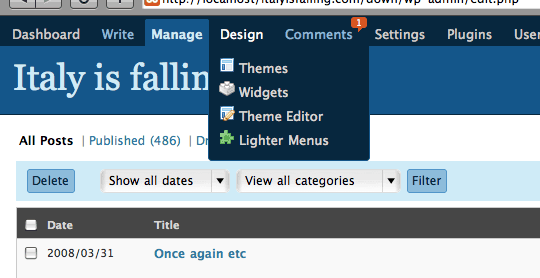 http://localhost/italyisfalling.com/down/wp-admin/edit.php
Dashboard Write Manage Design Comments 1 Settings Plugins
Italy is
Themes
Widgets
Theme Editor
Lighter Menus
All Posts | Published (486) |
Delete Show all dates View all categories Filter
Date Title
2008/03/31 Once again etc